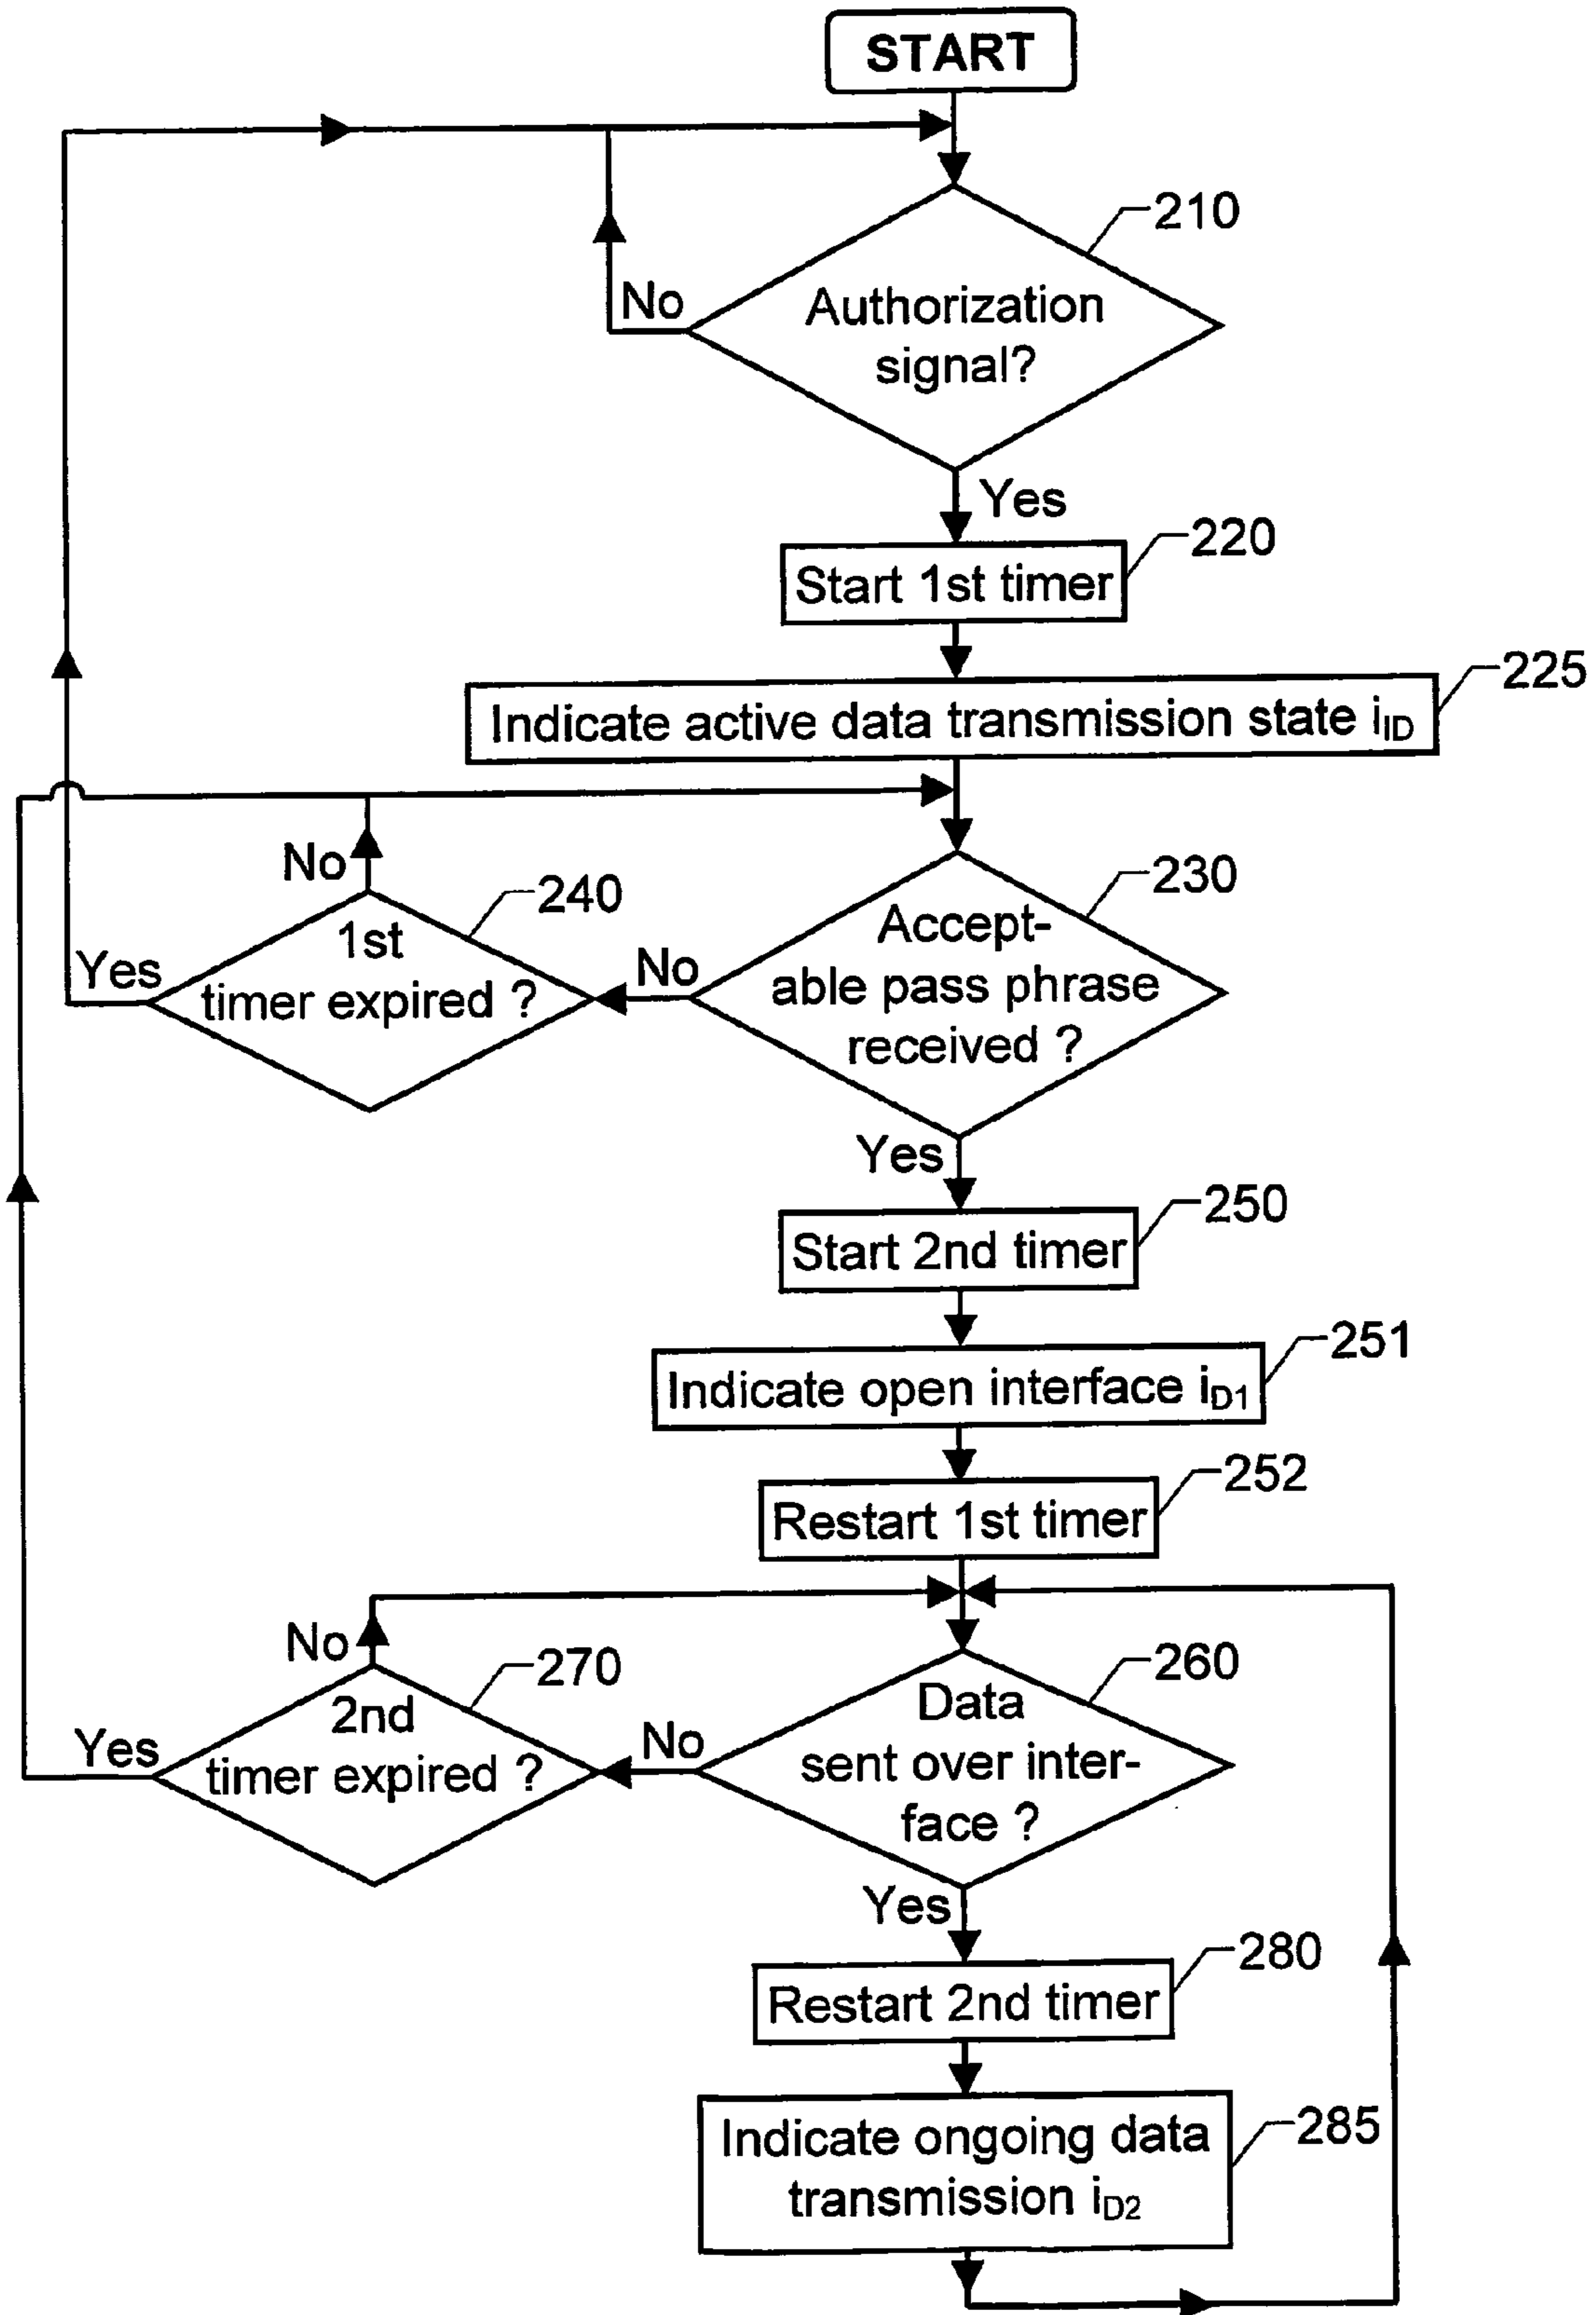 START
210
No
Authorization
signal?
Yes
220
Start 1st timer
225
Indicate active data transmission state iID
No
240
230
1st
timer expired ?
Yes
No
Accept-
able pass phrase
received ?
Yes
250
Start 2nd timer
251
Indicate open interface iD1
252
Restart 1st timer
No
270
260
2nd
timer expired ?
Yes
No
Data
sent over inter-
face ?
Yes
280
Restart 2nd timer
285
Indicate ongoing data
transmission iD2